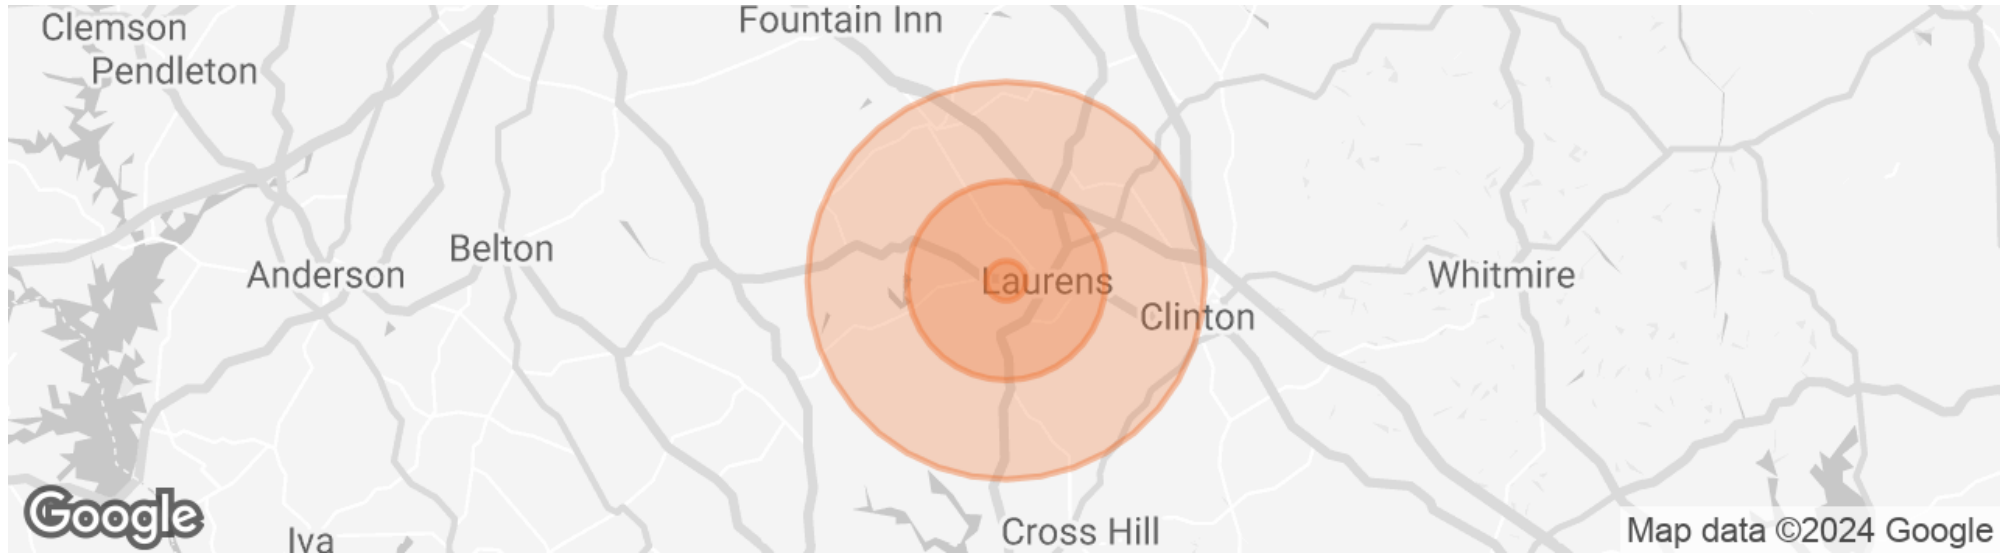 Clemson
Fountain Inn
Pendleton
Belton
Anderson
Laurens
Whitmire
Clinton
Google
Iva
Cross Hill
Map data ©2024 Google